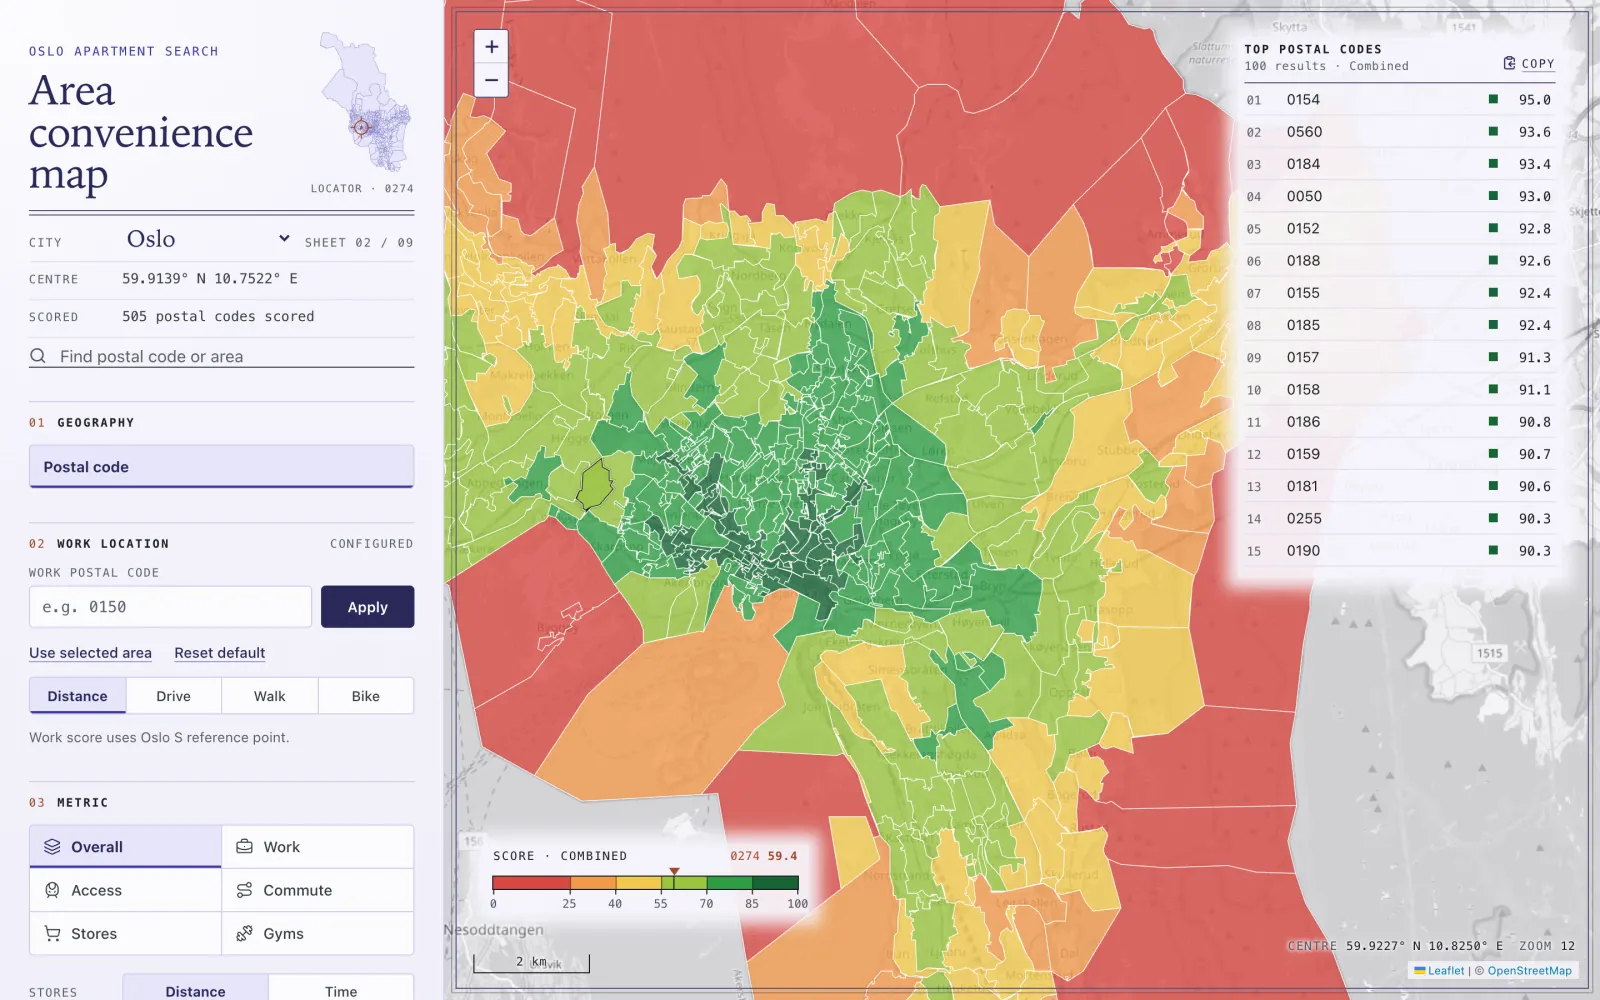 OSLO APARTMENT SEARCH
Area
convenience
map
LOCATOR · 0274
CITY Oslo SHEET 02 / 09
CENTRE 59.9139° N 10.7522° E
SCORED 505 postal codes scored
Find postal code or area
01 GEOGRAPHY
Postal code
02 WORK LOCATION CONFIGURED
WORK POSTAL CODE
e.g. 0150 Apply
Use selected area Reset default
Distance Drive Walk Bike
Work score uses Oslo S reference point.
03 METRIC
Overall Work
Access Commute
Stores Gyms
STORES Distance Time
+
−
Skytta
1541
TOP POSTAL CODES
100 results · Combined COPY
01 0154 95.0
02 0560 93.6
03 0184 93.4
04 0050 93.0
05 0152 92.8
06 0188 92.6
07 0155 92.4
08 0185 92.4
09 0157 91.3
10 0158 91.1
11 0186 90.8
12 0159 90.7
13 0181 90.6
14 0255 90.3
15 0190 90.3
1515
SCORE · COMBINED 0274 59.4
0 25 40 55 70 85 100
Nesoddtangen
2 km
CENTRE 59.9227° N 10.8250° E ZOOM 12
Leaflet | © OpenStreetMap